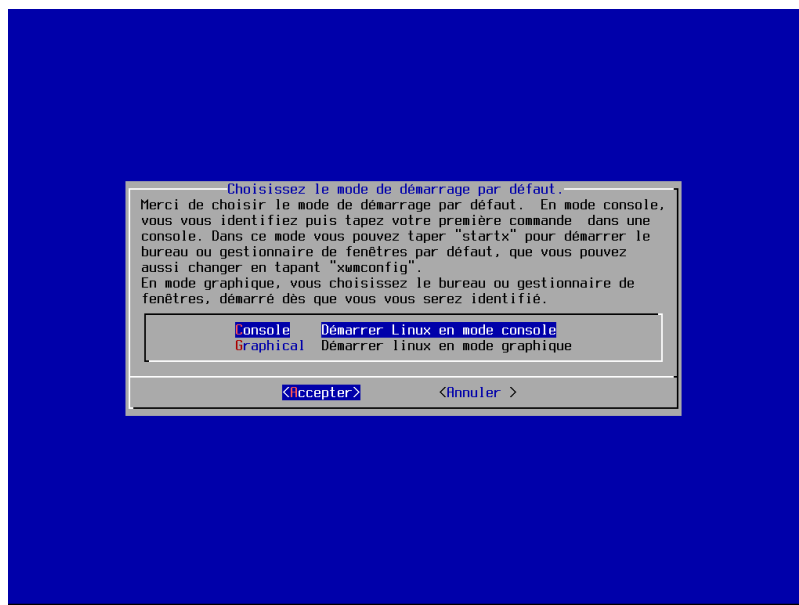 Choisissez le mode de démarrage par défaut.
Merci de choisir le mode de démarrage par défaut.  En mode console,
vous vous identifiez puis tapez votre première commande  dans une
console. Dans ce mode vous pouvez taper "startx" pour démarrer le
bureau ou gestionnaire de fenêtres par défaut, que vous pouvez
aussi changer en tapant "xwmconfig".
En mode graphique, vous choisissez le bureau ou gestionnaire de
fenêtres, démarré dès que vous vous serez identifié.
Console    Démarrer Linux en mode console
Graphical  Démarrer linux en mode graphique
<Accepter>          <Annuler >